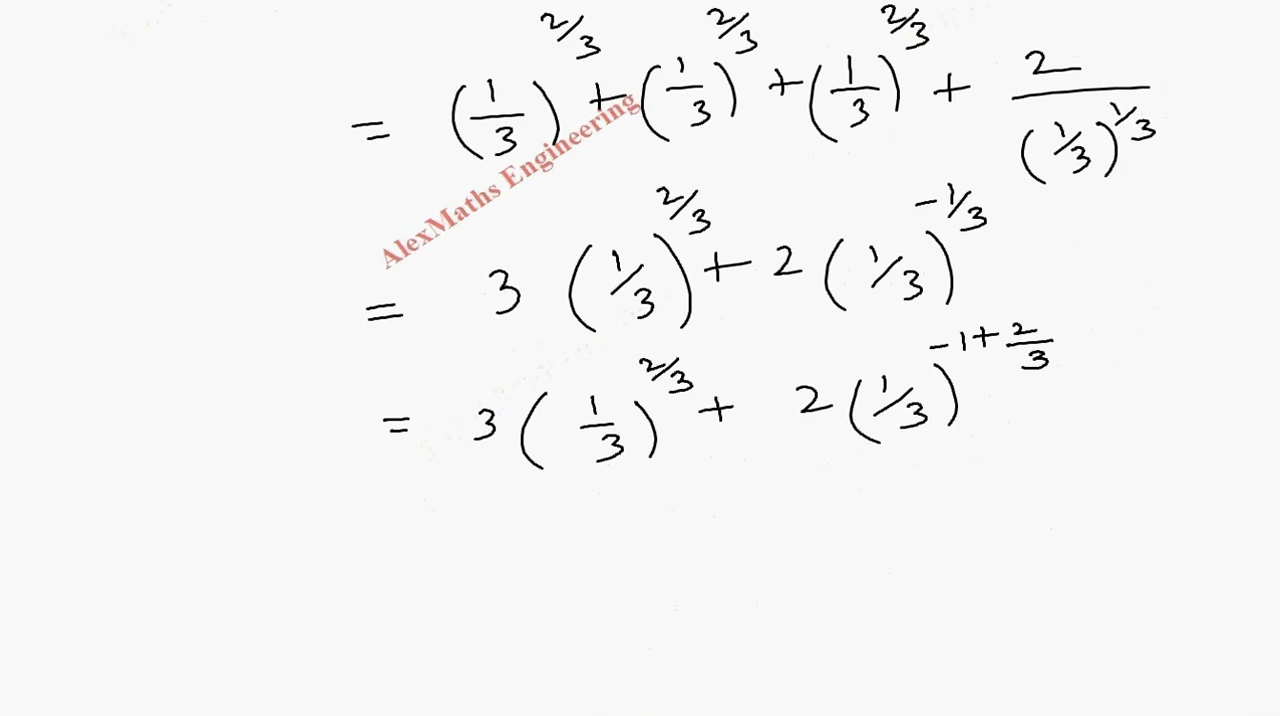 = (1/3)^2/3 + (1/3)^2/3 + (1/3)^2/3 + 2/(1/3)^1/3
AlexMaths Engineering
= 3 (1/3)^2/3 + 2 (1/3)^-1/3
= 3 (1/3)^2/3 + 2 (1/3)^-1+2/3